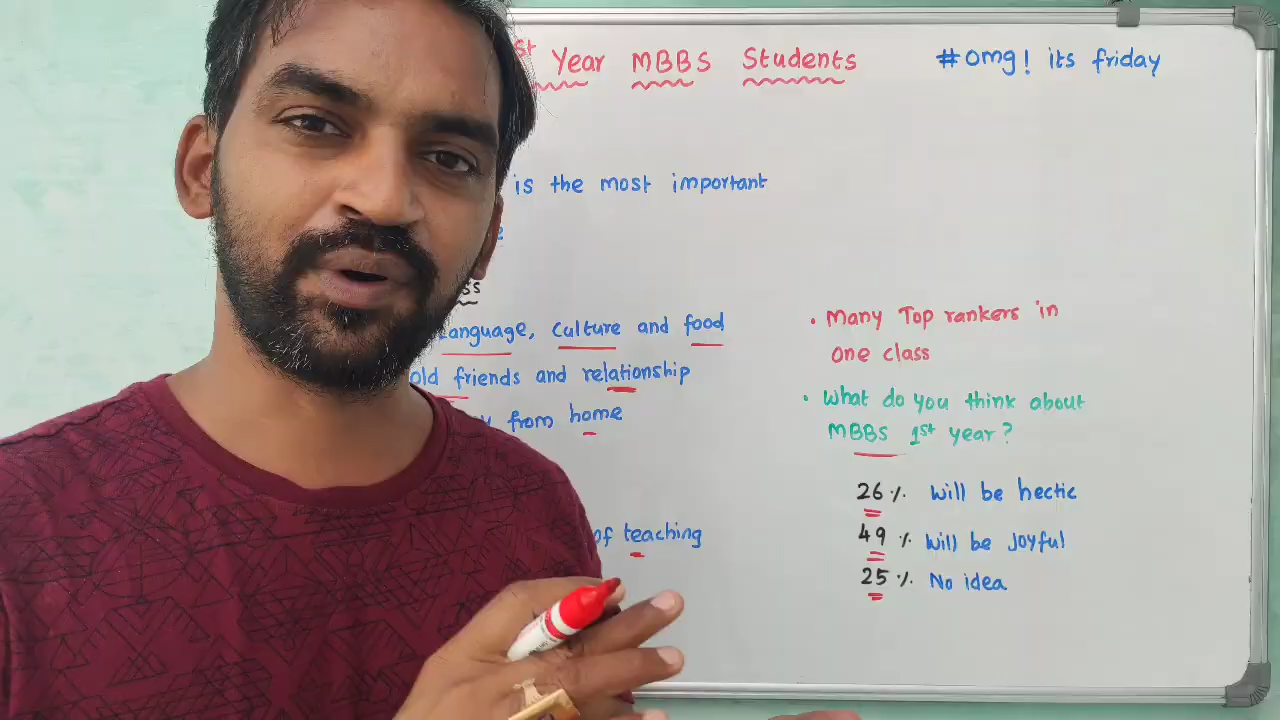 st Year MBBS Students #omg! its friday
is the most important
language, culture and food
old friends and relationship
from home
of teaching
• Many Top rankers in
one class
• What do you think about
MBBS 1st year?
26 % will be hectic
49 % will be Joyful
25 % No idea